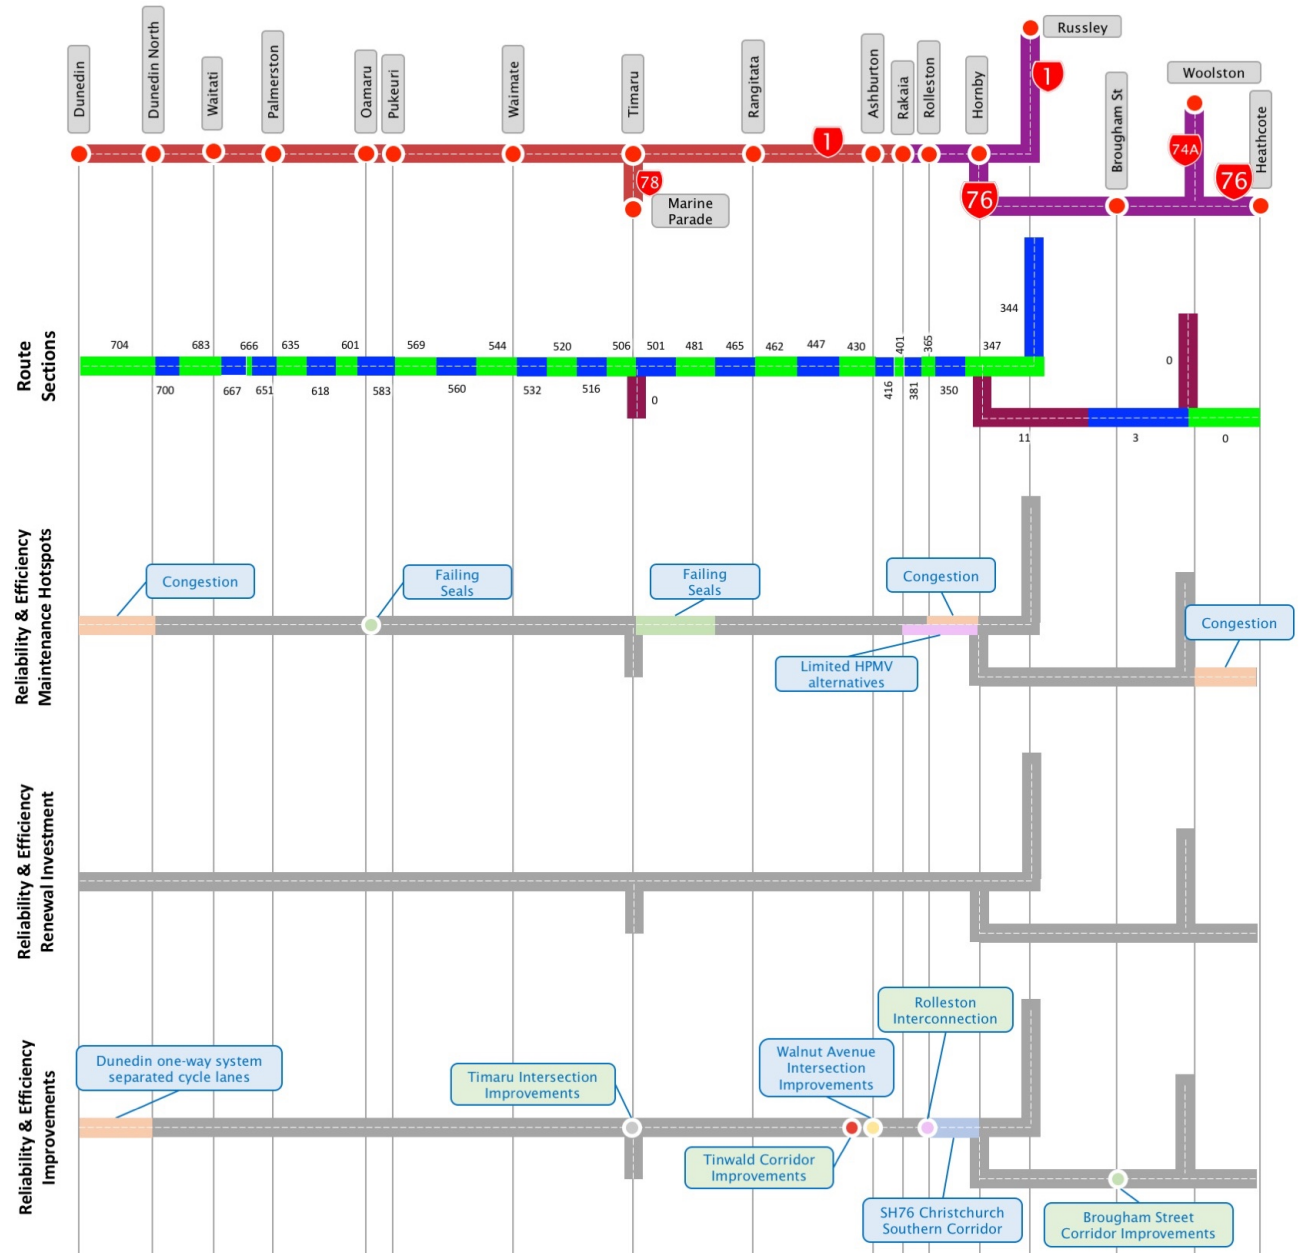 Dunedin
Dunedin North
Waitati
Palmerston
Oamaru
Pukeuri
Waimate
Timaru
Rangitata
Ashburton
Rakaia
Rolleston
Hornby
Russley
Brougham St
Woolston
Heathcote
1
1
78
Marine
Parade
76
74A
76
Route
Sections
704
683
666
635
601
569
544
520
506
501
481
465
462
447
430
401
365
347
344
700
667
651
618
583
560
532
516
0
416
381
350
11
3
0
0
Reliability & Efficiency
Maintenance Hotspots
Congestion
Failing
Seals
Failing
Seals
Congestion
Limited HPMV
alternatives
Congestion
Reliability & Efficiency
Renewal Investment
Reliability & Efficiency
Improvements
Dunedin one-way system
separated cycle lanes
Timaru Intersection
Improvements
Walnut Avenue
Intersection
Improvements
Rolleston
Interconnection
Tinwald Corridor
Improvements
SH76 Christchurch
Southern Corridor
Brougham Street
Corridor Improvements